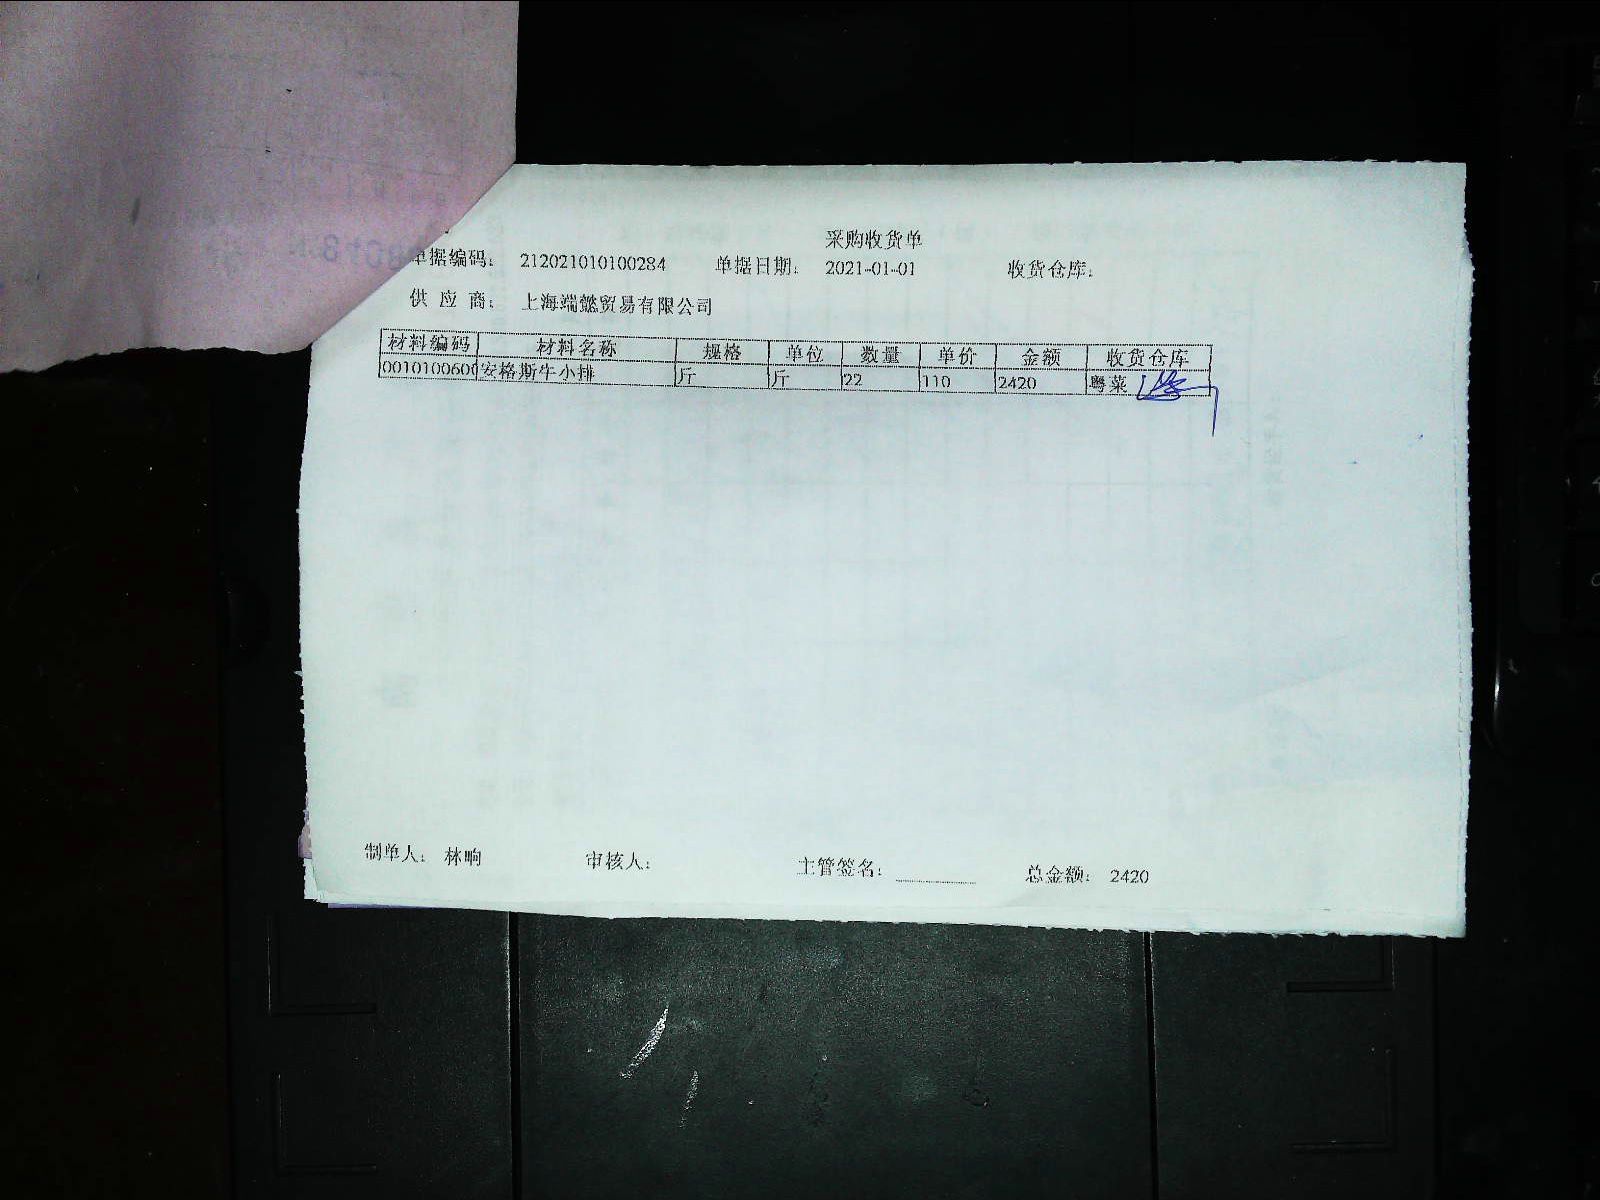 采购收货单
单据编码： 212021010100284 单据日期： 2021-01-01 收货仓库：
供应商： 上海端懿贸易有限公司
材料编码 材料名称 规格 单位 数量 单价 金额 收货仓库
0010100600 安格斯牛小排 斤 斤 22 110 2420 粤菜
制单人： 林响 审核人： 主管签名： 总金额： 2420